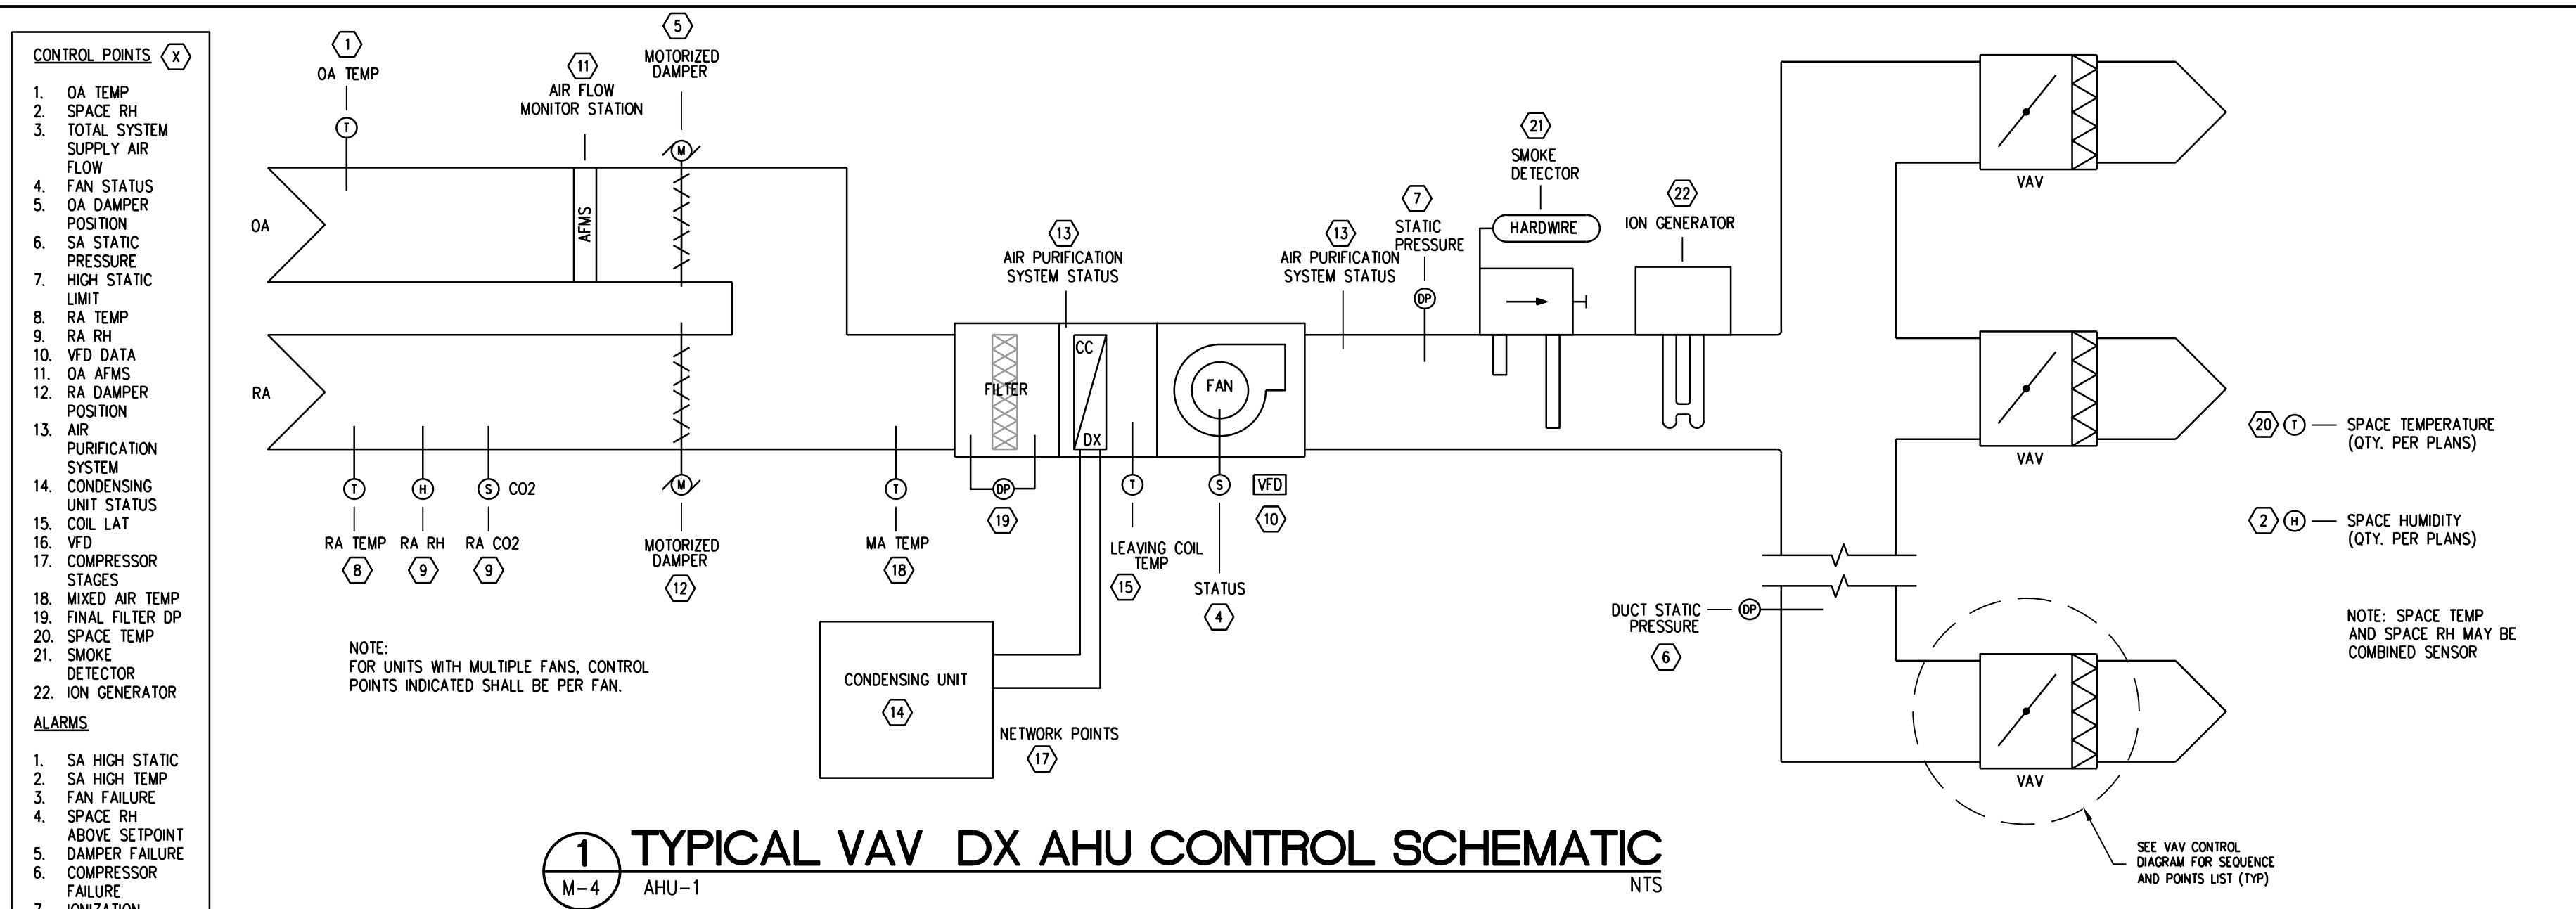 CONTROL POINTS X
1. OA TEMP
2. SPACE RH
3. TOTAL SYSTEM
SUPPLY AIR
FLOW
4. FAN STATUS
5. OA DAMPER
POSITION
6. SA STATIC
PRESSURE
7. HIGH STATIC
LIMIT
8. RA TEMP
9. RA RH
10. VFD DATA
11. OA AFMS
12. RA DAMPER
POSITION
13. AIR
PURIFICATION
SYSTEM
14. CONDENSING
UNIT STATUS
15. COIL LAT
16. VFD
17. COMPRESSOR
STAGES
18. MIXED AIR TEMP
19. FINAL FILTER DP
20. SPACE TEMP
21. SMOKE
DETECTOR
22. ION GENERATOR
ALARMS
1. SA HIGH STATIC
2. SA HIGH TEMP
3. FAN FAILURE
4. SPACE RH
ABOVE SETPOINT
5. DAMPER FAILURE
6. COMPRESSOR
FAILURE
7. IONIZATION
1
OA TEMP
T
11
AIR FLOW
MONITOR STATION
AFMS
5
MOTORIZED
DAMPER
M
OA
RA
T
RA TEMP
8
H
RA RH
9
S CO2
RA CO2
9
M
MOTORIZED
DAMPER
12
T
MA TEMP
18
13
AIR PURIFICATION
SYSTEM STATUS
FILTER
DP
19
CC
DX
T
LEAVING COIL
TEMP
15
FAN
S
STATUS
4
VFD
10
13
AIR PURIFICATION
SYSTEM STATUS
7
STATIC
PRESSURE
DP
21
SMOKE
DETECTOR
HARDWIRE
22
ION GENERATOR
NOTE:
FOR UNITS WITH MULTIPLE FANS, CONTROL
POINTS INDICATED SHALL BE PER FAN.
CONDENSING UNIT
14
NETWORK POINTS
17
DUCT STATIC
PRESSURE
DP
6
VAV
VAV
VAV
20 T SPACE TEMPERATURE
(QTY. PER PLANS)
2 H SPACE HUMIDITY
(QTY. PER PLANS)
NOTE: SPACE TEMP
AND SPACE RH MAY BE
COMBINED SENSOR
SEE VAV CONTROL
DIAGRAM FOR SEQUENCE
AND POINTS LIST (TYP)
1
M-4
TYPICAL VAV DX AHU CONTROL SCHEMATIC
AHU-1
NTS